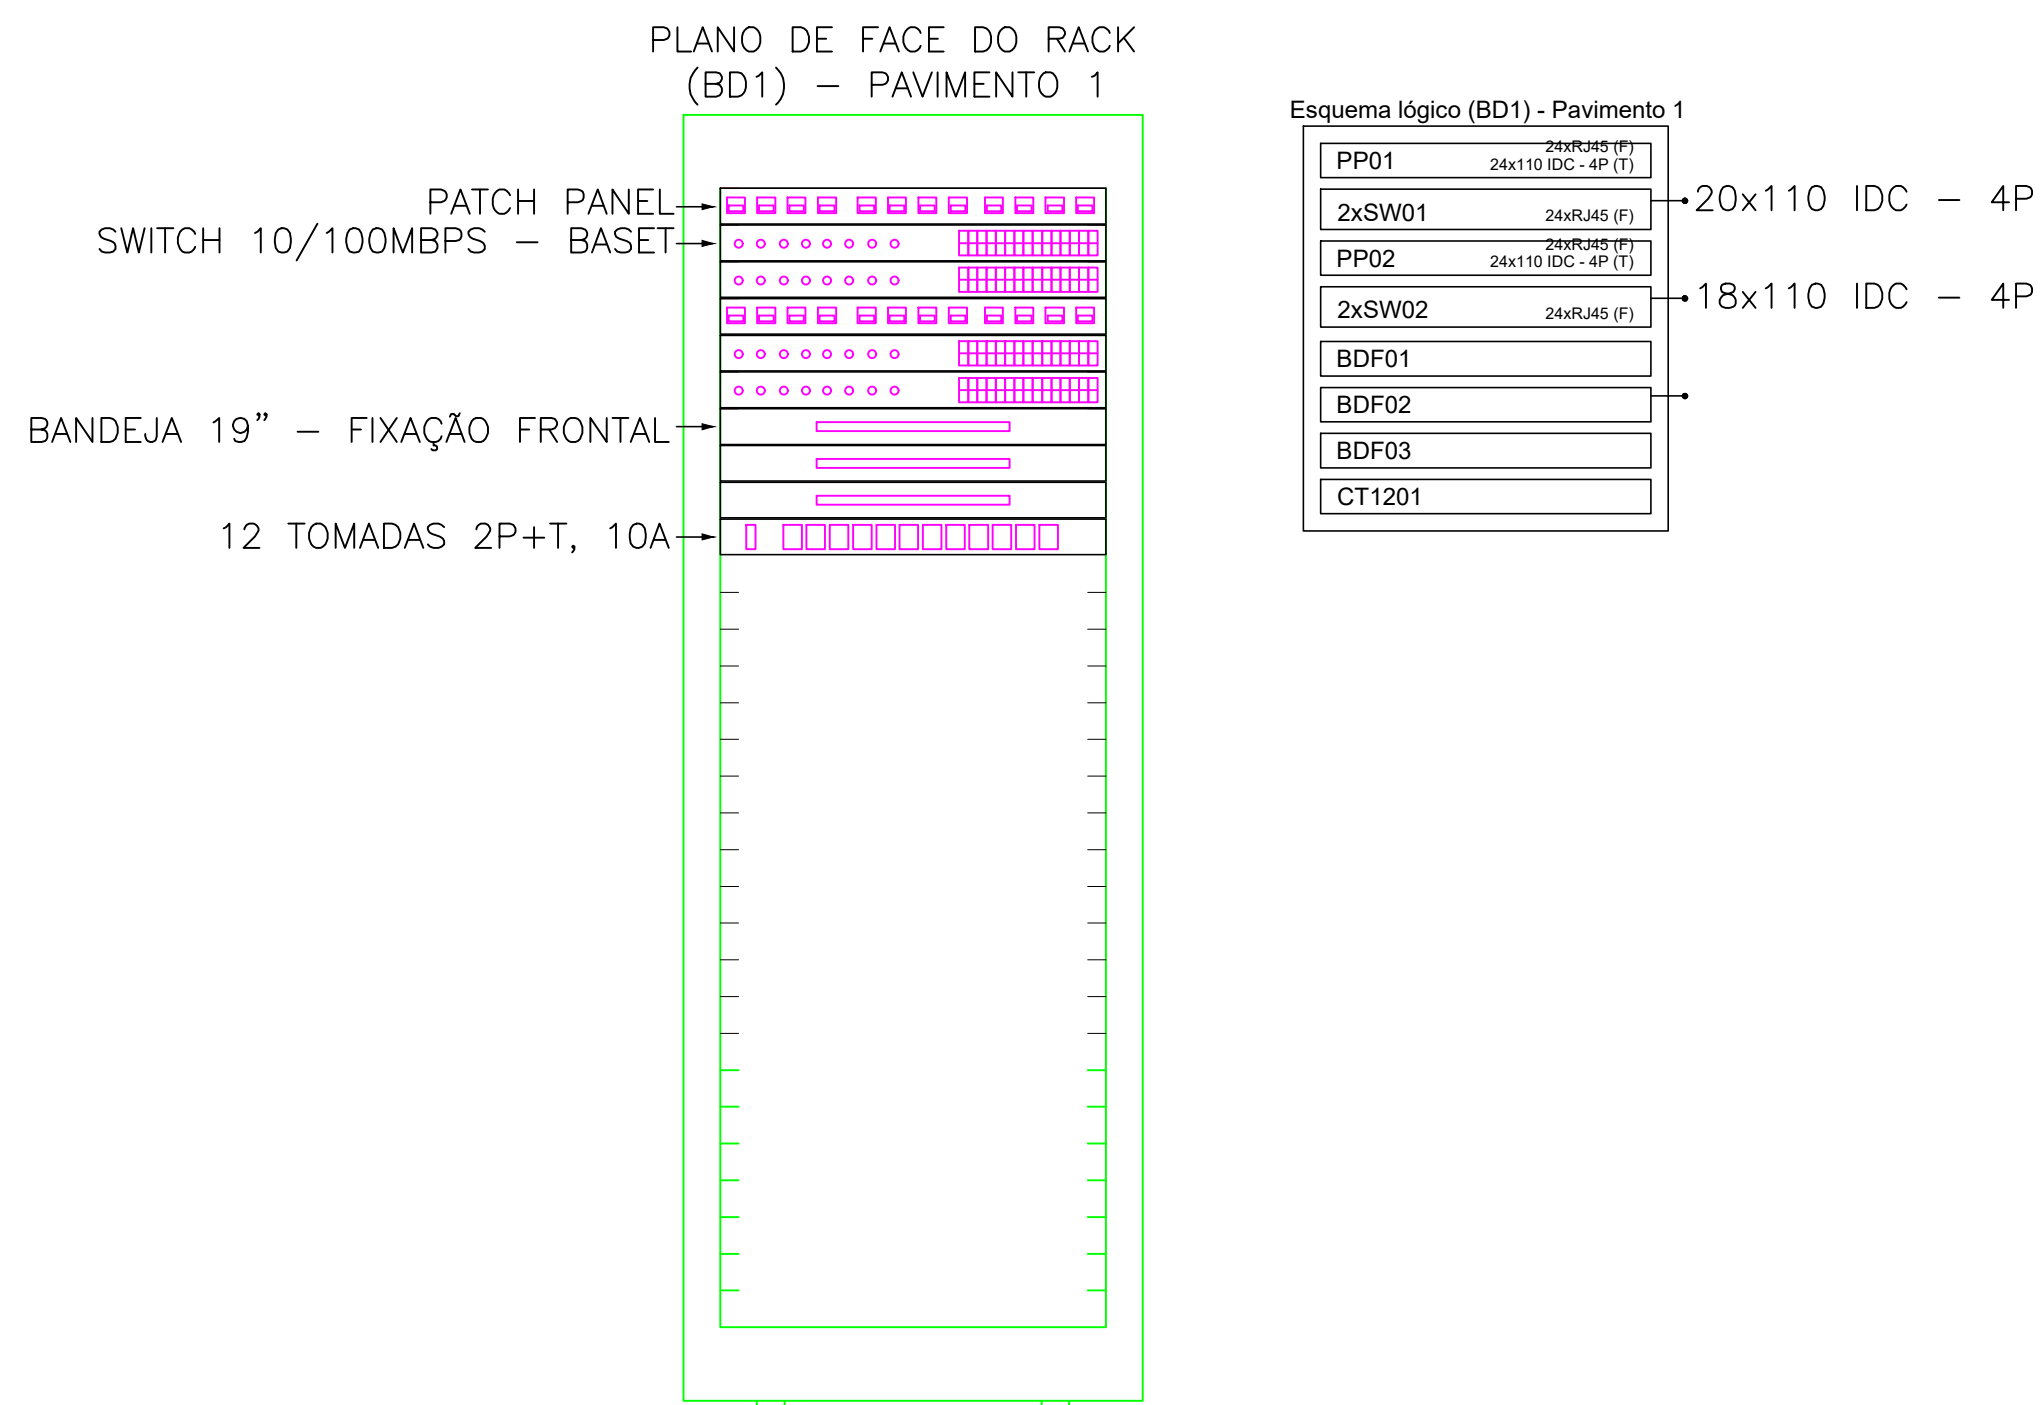 PLANO DE FACE DO RACK
(BD1) – PAVIMENTO 1
PATCH PANEL
SWITCH 10/100MBPS – BASET
BANDEJA 19” – FIXAÇÃO FRONTAL
12 TOMADAS 2P+T, 10A
Esquema lógico (BD1) - Pavimento 1
PP01
24xRJ45 (F)
24x110 IDC - 4P (T)
2xSW01
24xRJ45 (F)
20x110 IDC – 4P
PP02
24xRJ45 (F)
24x110 IDC - 4P (T)
2xSW02
24xRJ45 (F)
18x110 IDC – 4P
BDF01
BDF02
BDF03
CT1201